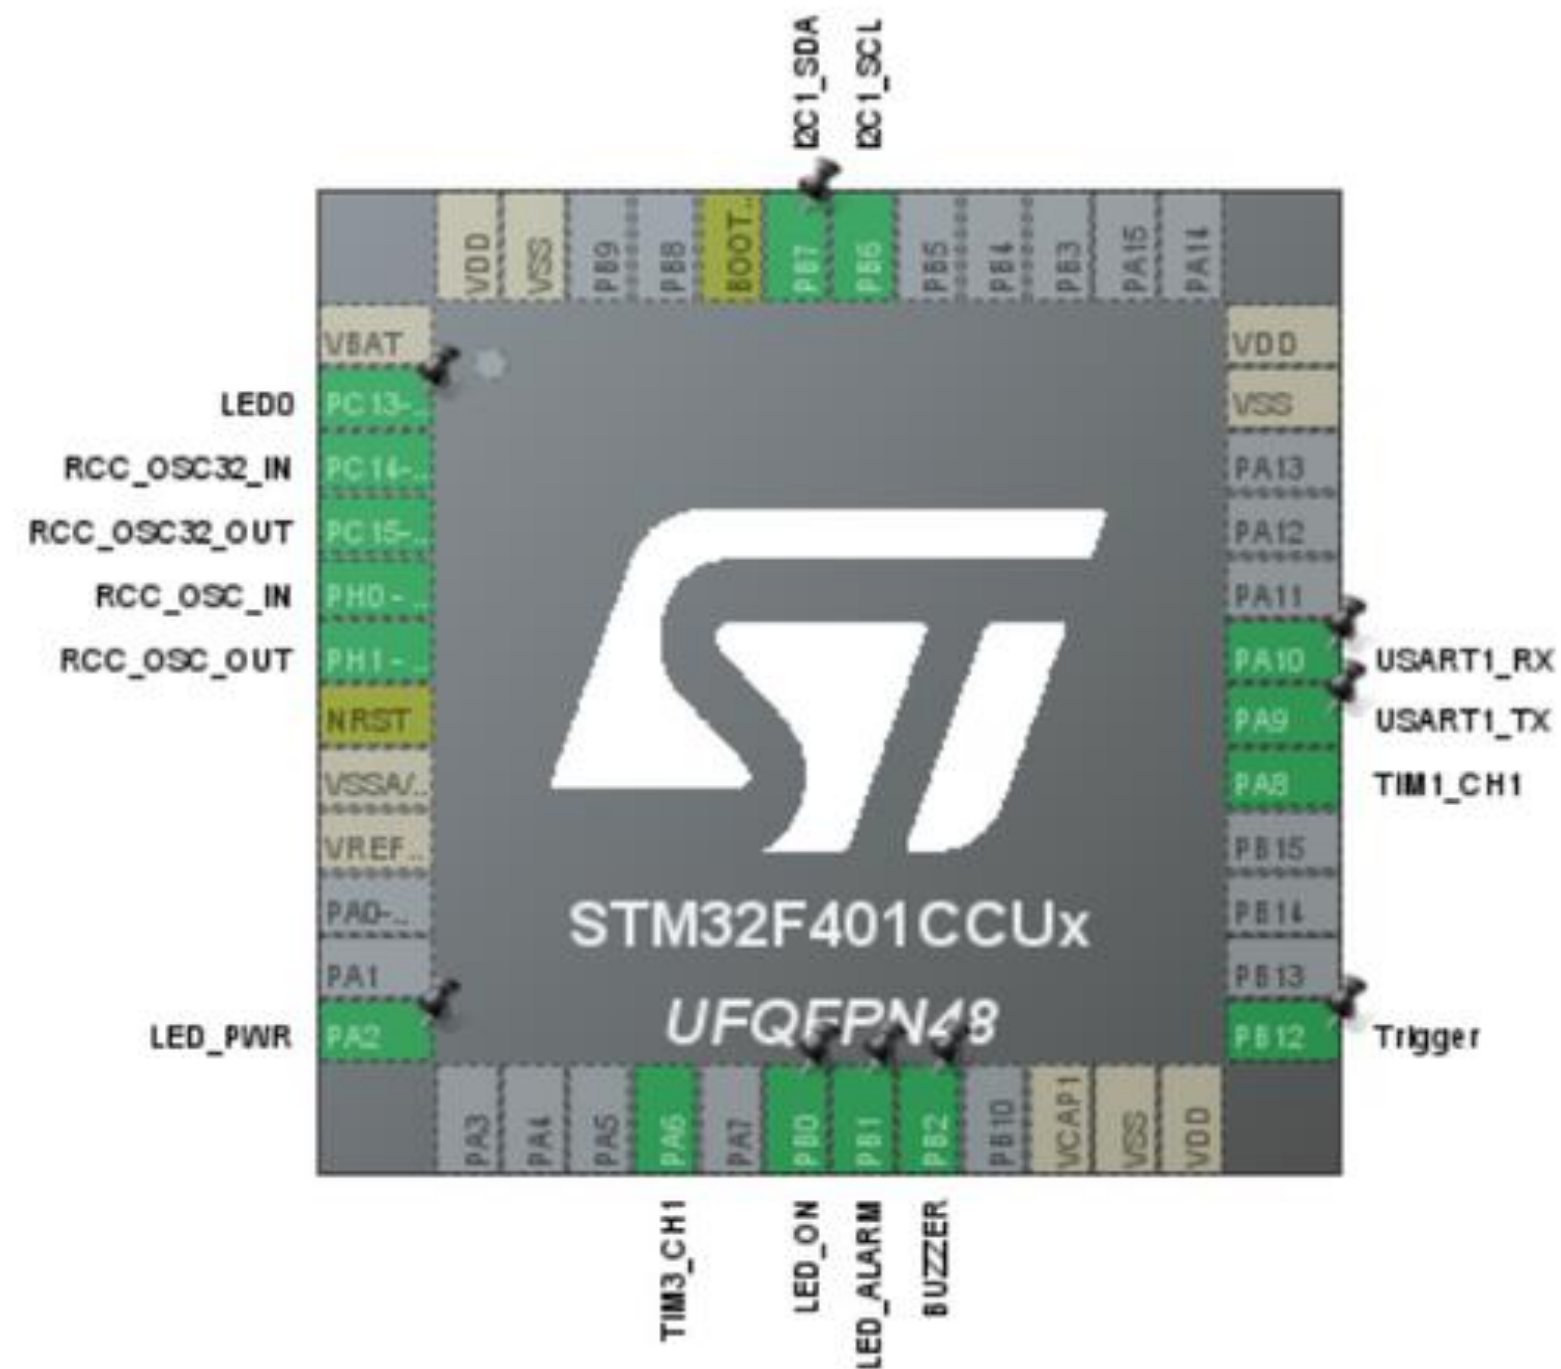 I2C1_SDA
I2C1_SCL
VDD
VSS
PB9
PB8
BOOT..
PB7
PB6
PB5
PB4
PB3
PA15
PA14
VBAT
LED0
PC13-..
RCC_OSC32_IN
PC14-..
RCC_OSC32_OUT
PC15-..
RCC_OSC_IN
PH0 - ..
RCC_OSC_OUT
PH1 - ..
NRST
VSSA/..
VREF..
PA0-..
PA1
LED_PWR
PA2
VDD
VSS
PA13
PA12
PA11
PA10
USART1_RX
PA9
USART1_TX
PA8
TIM1_CH1
PB15
PB14
PB13
PB12
Trigger
ST
STM32F401CCUx
UFQFPN48
PA3
PA4
PA5
PA6
PA7
PB0
PB1
PB2
PB10
VCAP1
VSS
VDD
TIM3_CH1
LED_ON
LED_ALARM
BUZZER